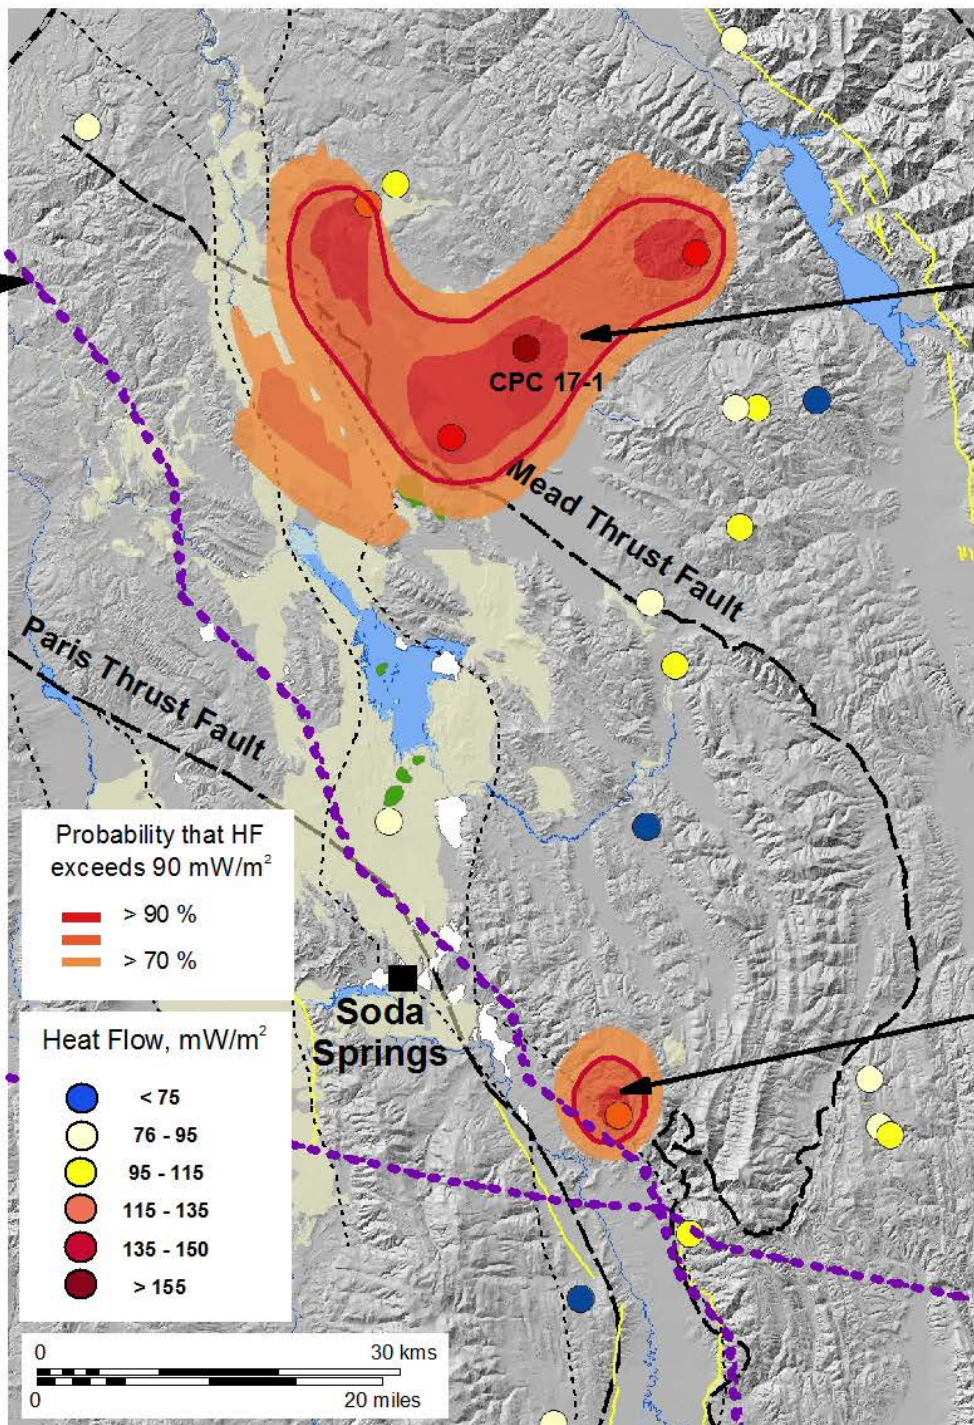 CPC 17-1
Mead Thrust Fault
Paris Thrust Fault
Probability that HF
exceeds 90 mW/m²
> 90 %
> 70 %
Soda
Springs
Heat Flow, mW/m²
< 75
76 - 95
95 - 115
115 - 135
135 - 150
> 155
0 30 kms
0 20 miles